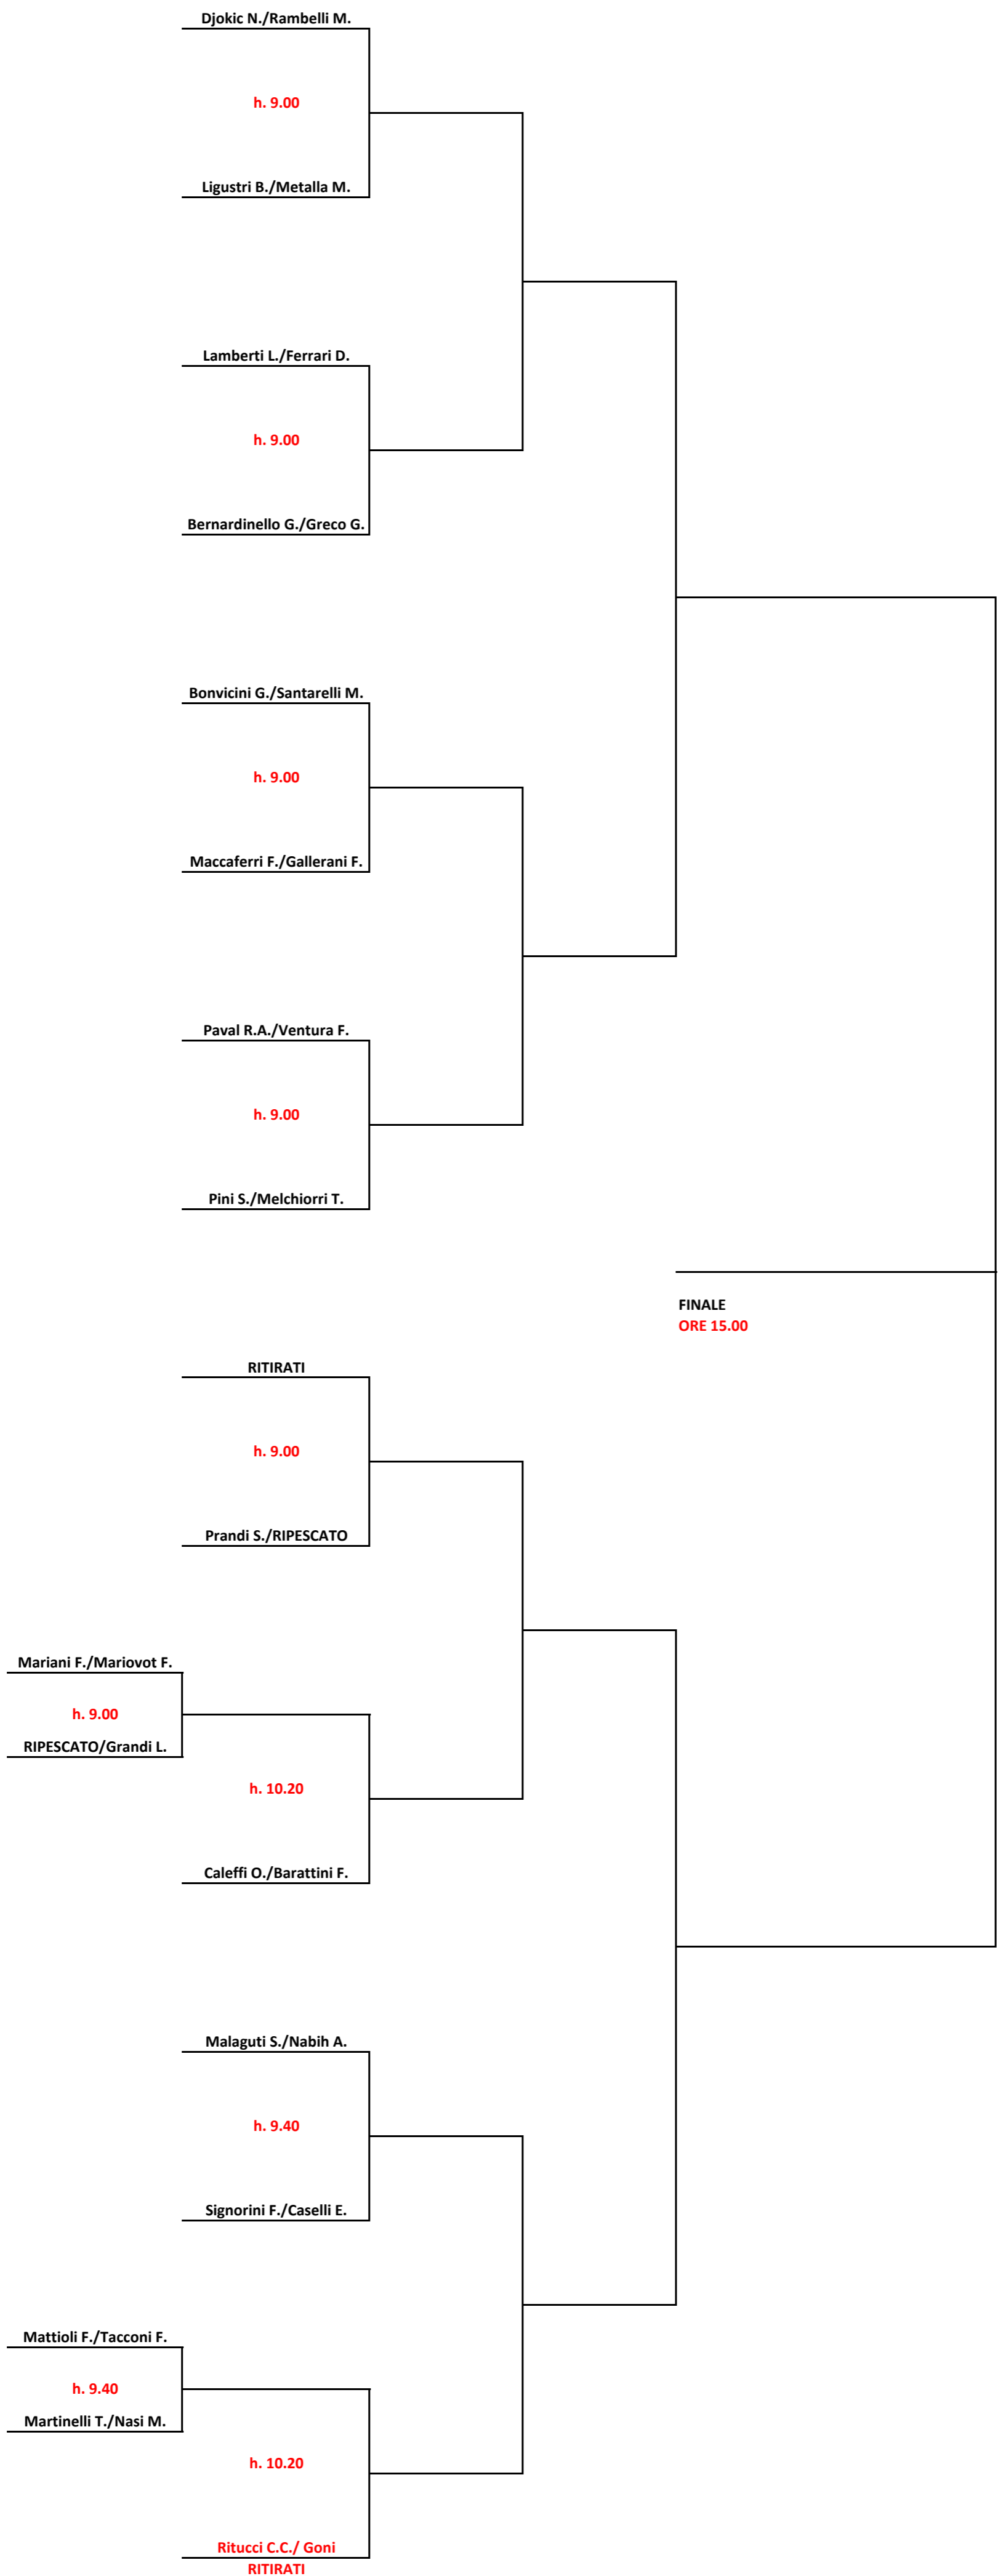 Djokic N./Rambelli M.
h. 9.00
Ligustri B./Metalla M.
Lamberti L./Ferrari D.
h. 9.00
Bernardinello G./Greco G.
Bonvicini G./Santarelli M.
h. 9.00
Maccaferri F./Gallerani F.
Paval R.A./Ventura F.
h. 9.00
Pini S./Melchiorri T.
FINALE
ORE 15.00
RITIRATI
h. 9.00
Prandi S./RIPESCATO
Mariani F./Mariovot F.
h. 9.00
RIPESCATO/Grandi L.
h. 10.20
Caleffi O./Barattini F.
Malaguti S./Nabih A.
h. 9.40
Signorini F./Caselli E.
Mattioli F./Tacconi F.
h. 9.40
Martinelli T./Nasi M.
h. 10.20
Ritucci C.C./ Goni
RITIRATI